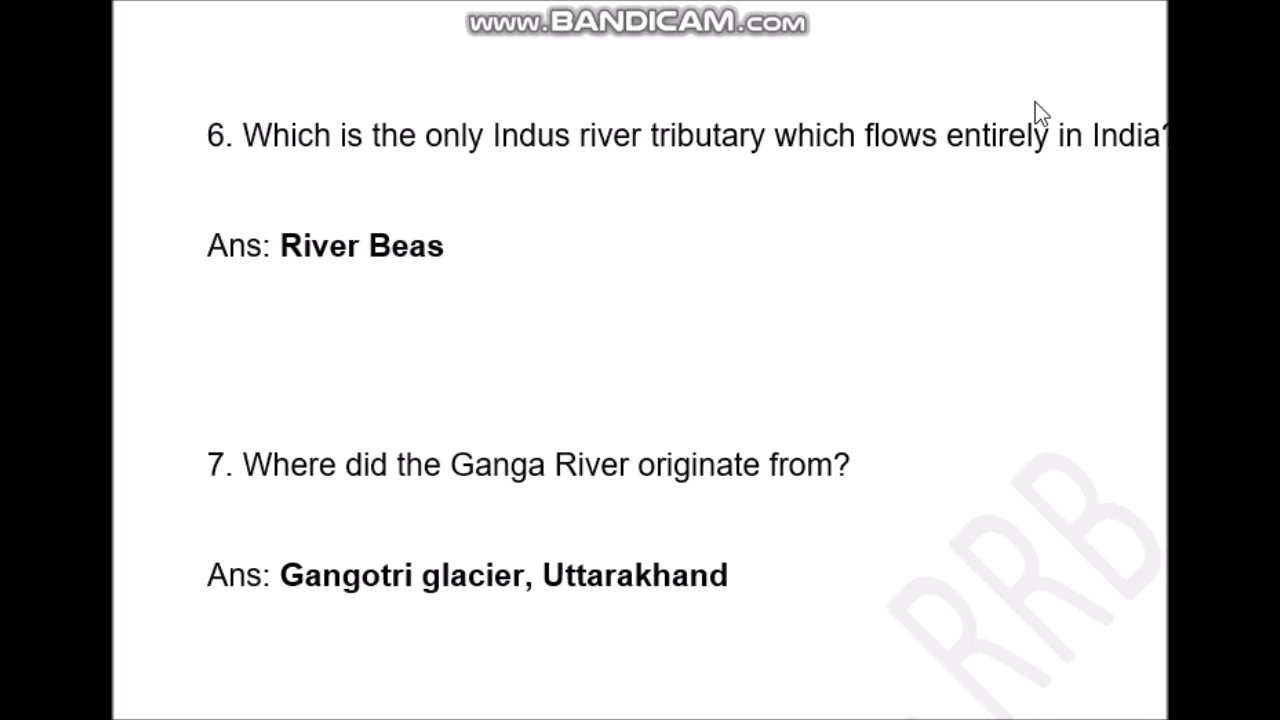 www.BANDICAM.com
6. Which is the only Indus river tributary which flows entirely in India?
Ans: River Beas
7. Where did the Ganga River originate from?
Ans: Gangotri glacier, Uttarakhand
RRB